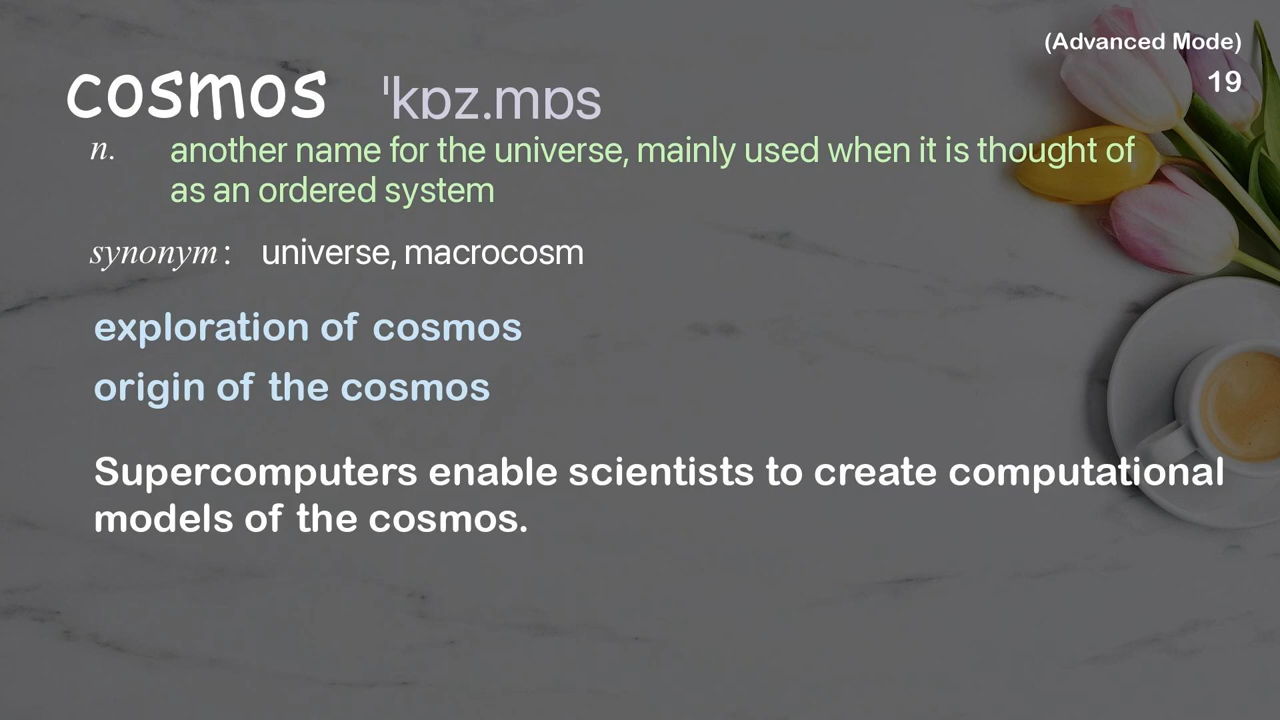 (Advanced Mode)
19
cosmos ˈkɒz.mɒs
n. another name for the universe, mainly used when it is thought of
as an ordered system
synonym: universe, macrocosm
exploration of cosmos
origin of the cosmos
Supercomputers enable scientists to create computational
models of the cosmos.